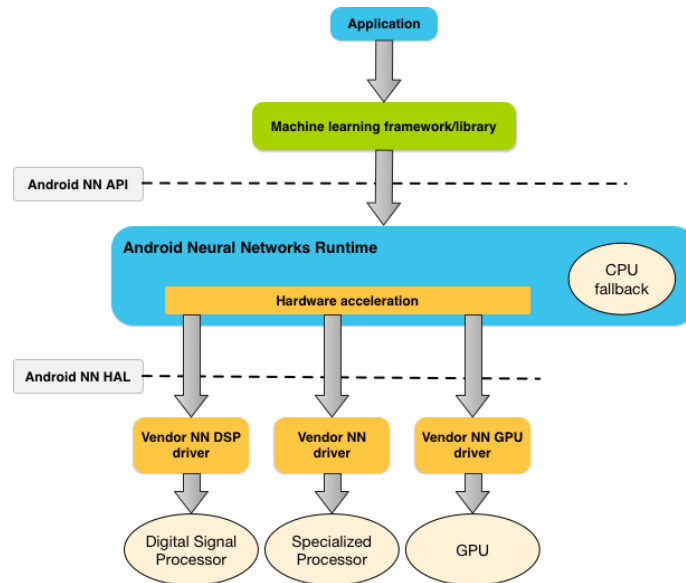 Application
Machine learning framework/library
Android NN API
Android Neural Networks Runtime
CPU
fallback
Hardware acceleration
Android NN HAL
Vendor NN DSP
driver
Vendor NN
driver
Vendor NN GPU
driver
Digital Signal
Processor
Specialized
Processor
GPU